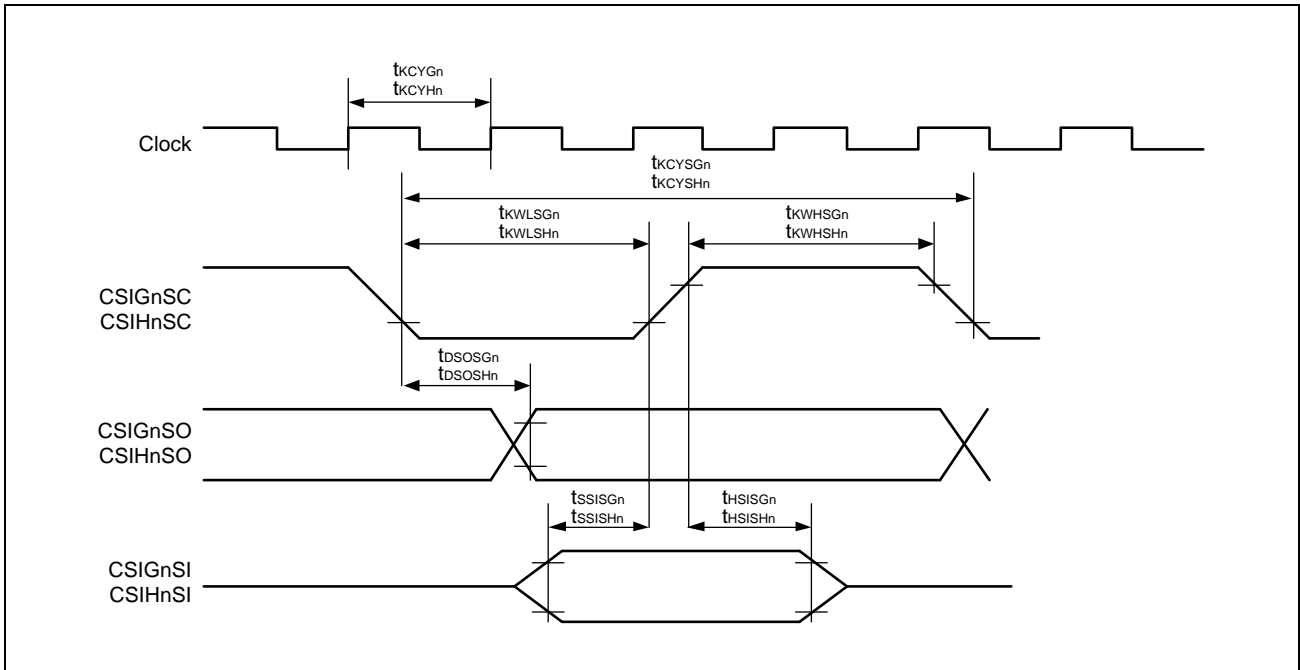 tKCYGn
tKCYHn
Clock
tKCYSGn
tKCYSHn
tKWLSGn
tKWLSHn
tKWHSGn
tKWHSHn
CSIGnSC
CSIHnSC
tDSOSGn
tDSOSHn
CSIGnSO
CSIHnSO
tSSISGn
tSSISHn
tHSISGn
tHSISHn
CSIGnSI
CSIHnSI